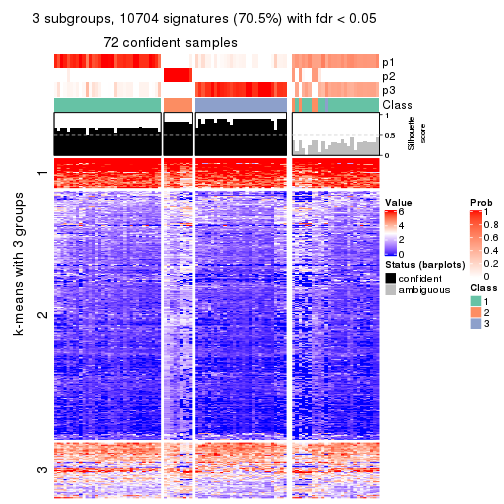 3 subgroups, 10704 signatures (70.5%) with fdr < 0.05
72 confident samples
p1
p2
p3
Class
1
0.5
0
Silhouette
score
k-means with 3 groups
1
2
3
Value
6
4
2
0
Status (barplots)
confident
ambiguous
Prob
1
0.8
0.6
0.4
0.2
0
Class
1
2
3